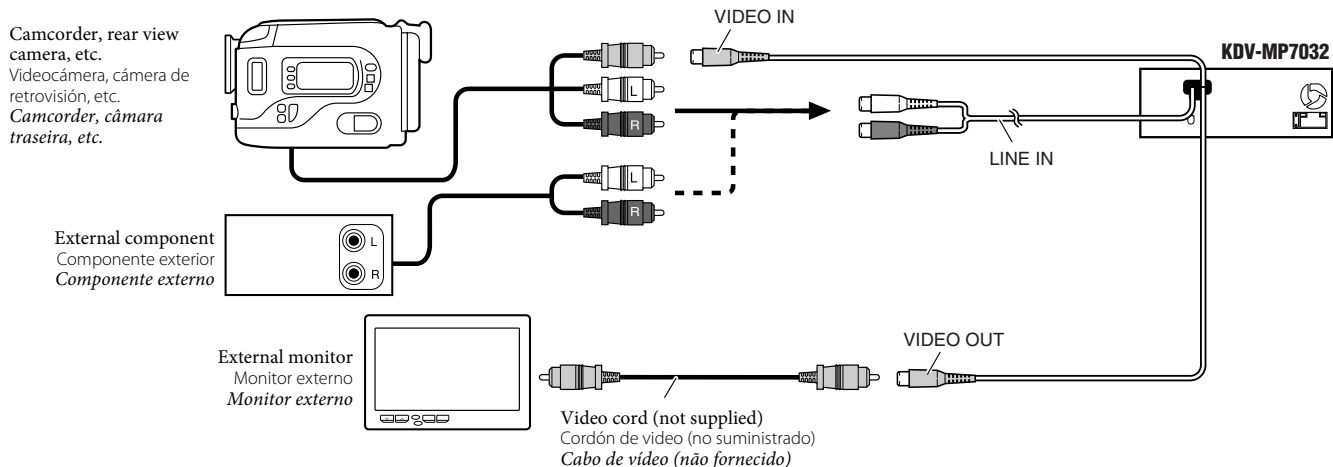 Camcorder, rear view
camera, etc.
Videocámera, cámera de
retrovisión, etc.
Camcorder, câmara
traseira, etc.
VIDEO IN
KDV-MP7032
L
R
LINE IN
L
R
External component
Componente exterior
Componente externo
L
R
External monitor
Monitor externo
Monitor externo
VIDEO OUT
Video cord (not supplied)
Cordón de video (no suministrado)
Cabo de vídeo (não fornecido)